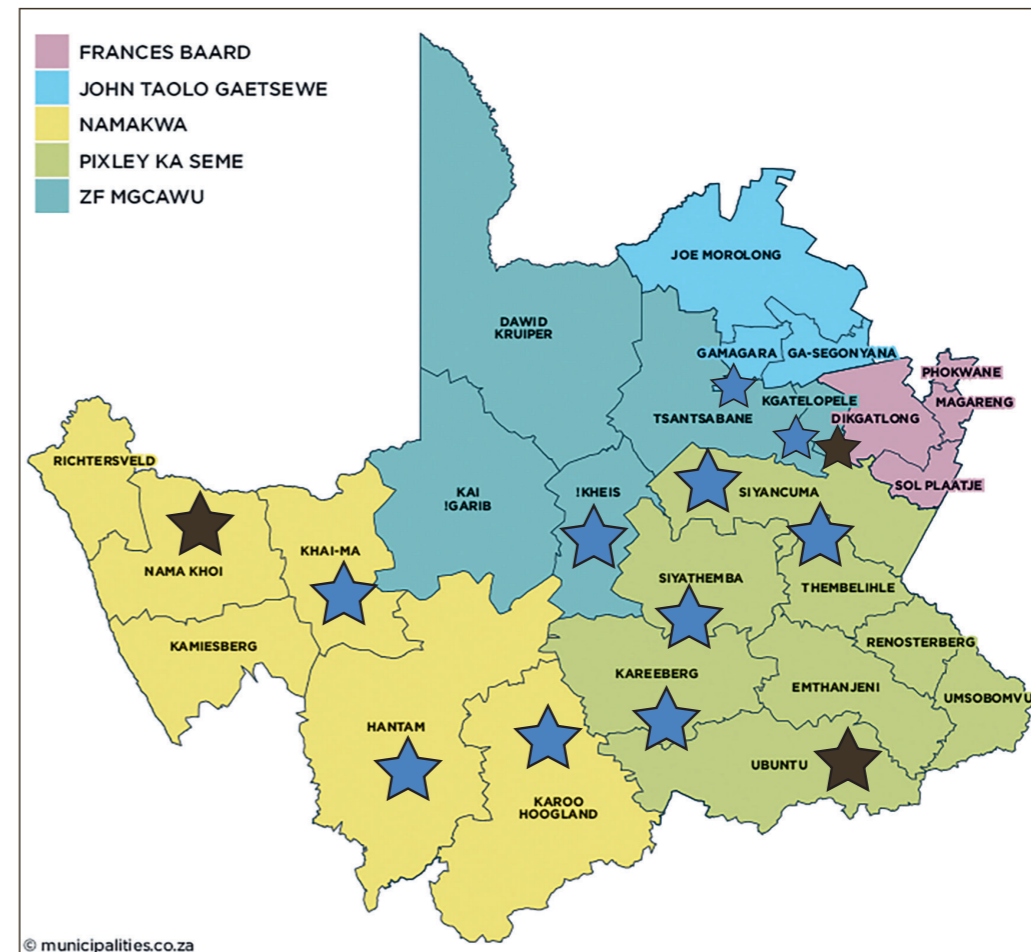 FRANCES BAARD
JOHN TAOLO GAETSEWE
NAMAKWA
PIXLEY KA SEME
ZF MGCAWU
JOE MOROLONG
DAWID
KRUIPER
GAMAGARA
GA-SEGONYANA
PHOKWANE
KGATELOPELE
MAGARENG
TSANTSABANE
DIKGATLONG
RICHTERSVELD
SOL PLAATJE
KAI
!GARIB
!KHEIS
SIYANCUMA
KHAI-MA
NAMA KHOI
SIYATHEMBA
THEMBELIHLE
KAMIESBERG
RENOSTERBERG
KAREEBERG
EMTHANJENI
UMSOBOMVU
HANTAM
UBUNTU
KAROO
HOOGLAND
© municipalities.co.za